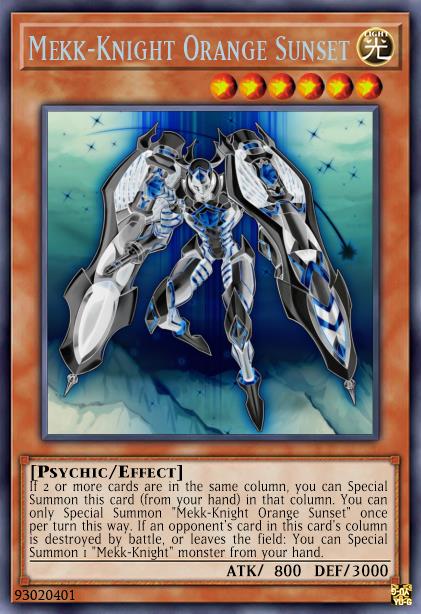 Mekk-Knight Orange Sunset
LIGHT
光
[Psychic/Effect]
If 2 or more cards are in the same column, you can Special
Summon this card (from your hand) in that column. You can
only Special Summon "Mekk-Knight Orange Sunset" once
per turn this way. If an opponent's card in this card's column
is destroyed by battle, or leaves the field: You can Special
Summon 1 "Mekk-Knight" monster from your hand.
ATK/ 800 DEF/3000
93020401